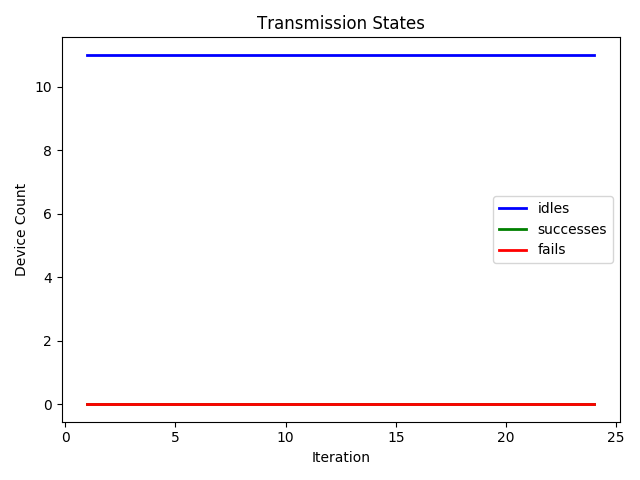 Transmission States
Device Count
10
8
6
4
2
0
idles
successes
fails
0 5 10 15 20 25
Iteration